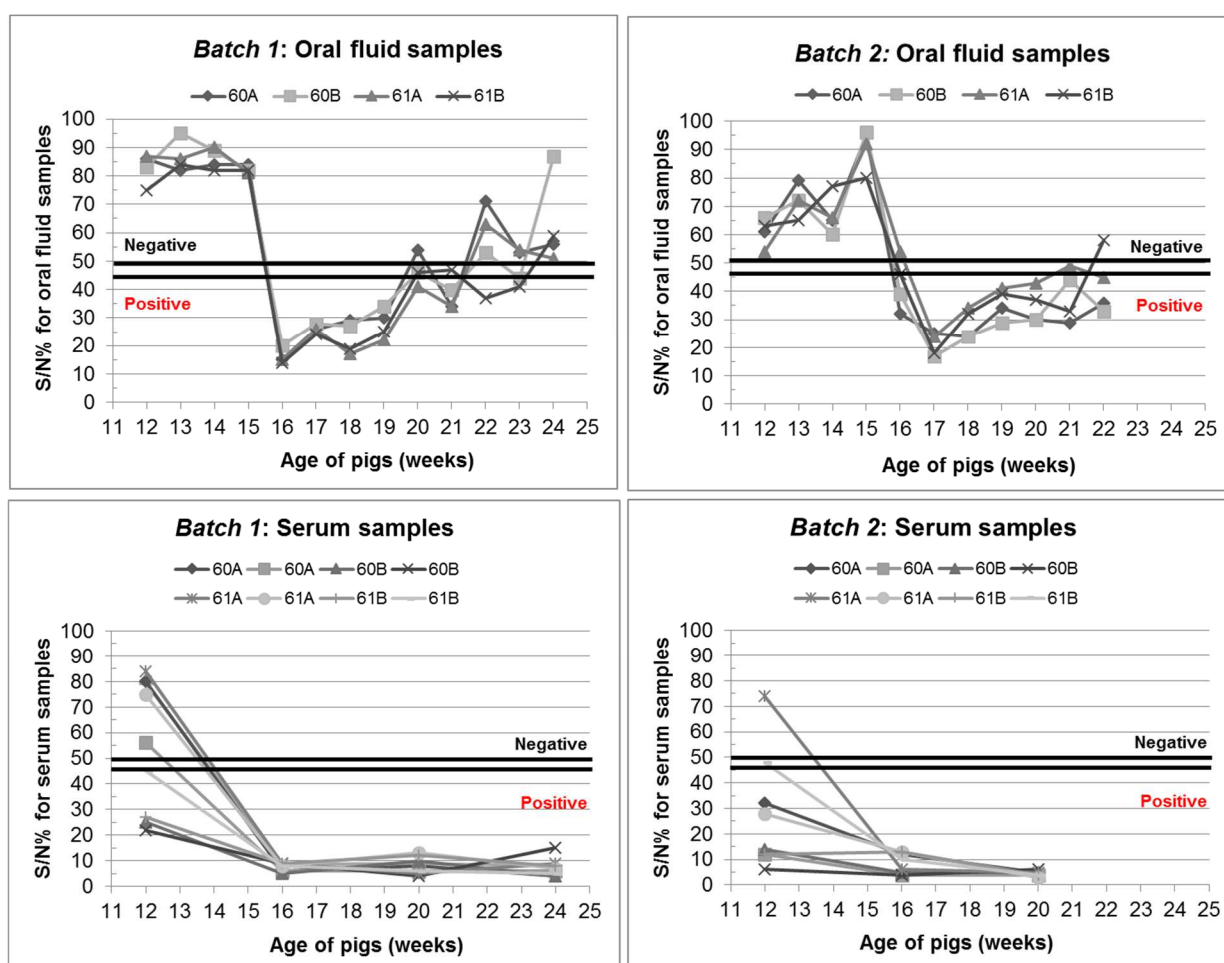 Batch 1: Oral fluid samples
60A 60B 61A 61B
S/N% for oral fluid samples
100
90
80
70
60
50
40
30
20
10
0
Negative
Positive
11 12 13 14 15 16 17 18 19 20 21 22 23 24 25
Age of pigs (weeks)
Batch 2: Oral fluid samples
60A 60B 61A 61B
S/N% for oral fluid samples
100
90
80
70
60
50
40
30
20
10
0
Negative
Positive
11 12 13 14 15 16 17 18 19 20 21 22 23 24 25
Age of pigs (weeks)
Batch 1: Serum samples
60A 60A 60B 60B
61A 61A 61B 61B
S/N% for serum samples
100
90
80
70
60
50
40
30
20
10
0
Negative
Positive
11 12 13 14 15 16 17 18 19 20 21 22 23 24 25
Age of pigs (weeks)
Batch 2: Serum samples
60A 60A 60B 60B
61A 61A 61B 61B
S/N% for serum samples
100
90
80
70
60
50
40
30
20
10
0
Negative
Positive
11 12 13 14 15 16 17 18 19 20 21 22 23 24 25
Age of pigs (weeks)